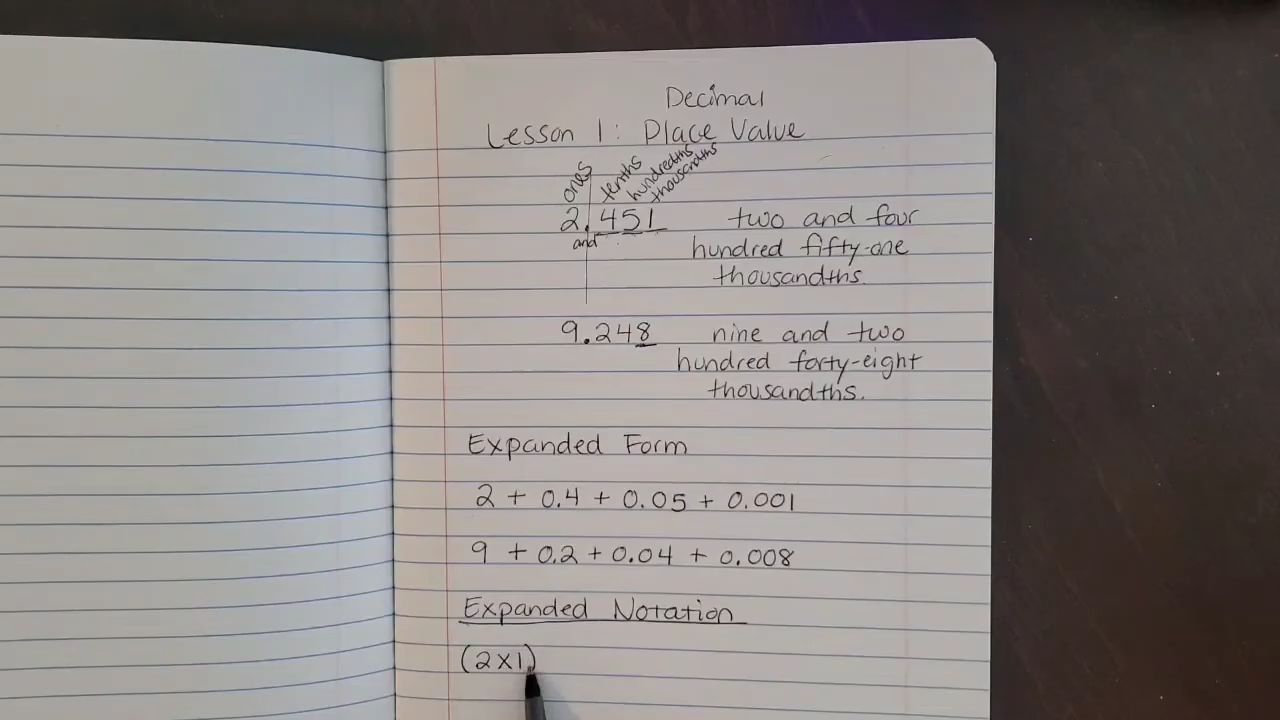 Decimal
Lesson 1: Place Value
ones tenths hundredths thousandths
2.451 two and four
and
hundred fifty-one
thousandths.
9.248 nine and two
hundred forty-eight
thousandths.
Expanded Form
2 + 0.4 + 0.05 + 0.001
9 + 0.2 + 0.04 + 0.008
Expanded Notation
(2×1)